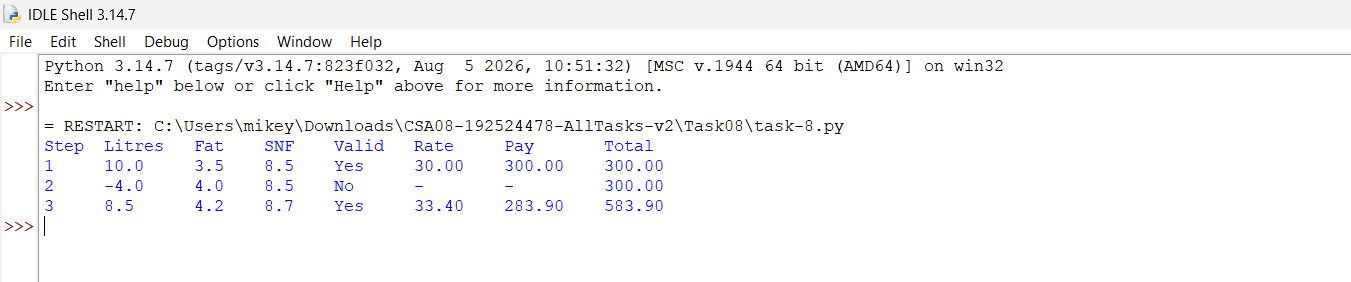 IDLE Shell 3.14.7
File Edit Shell Debug Options Window Help
Python 3.14.7 (tags/v3.14.7:823f032, Aug  5 2026, 10:51:32) [MSC v.1944 64 bit (AMD64)] on win32
Enter "help" below or click "Help" above for more information.
>>>
= RESTART: C:\Users\mikey\Downloads\CSA08-192524478-AllTasks-v2\Task08\task-8.py
Step  Litres   Fat    SNF    Valid   Rate     Pay       Total
1     10.0     3.5    8.5    Yes     30.00    300.00    300.00
2     -4.0     4.0    8.5    No      -        -         300.00
3     8.5      4.2    8.7    Yes     33.40    283.90    583.90
>>>